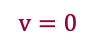 v = 0